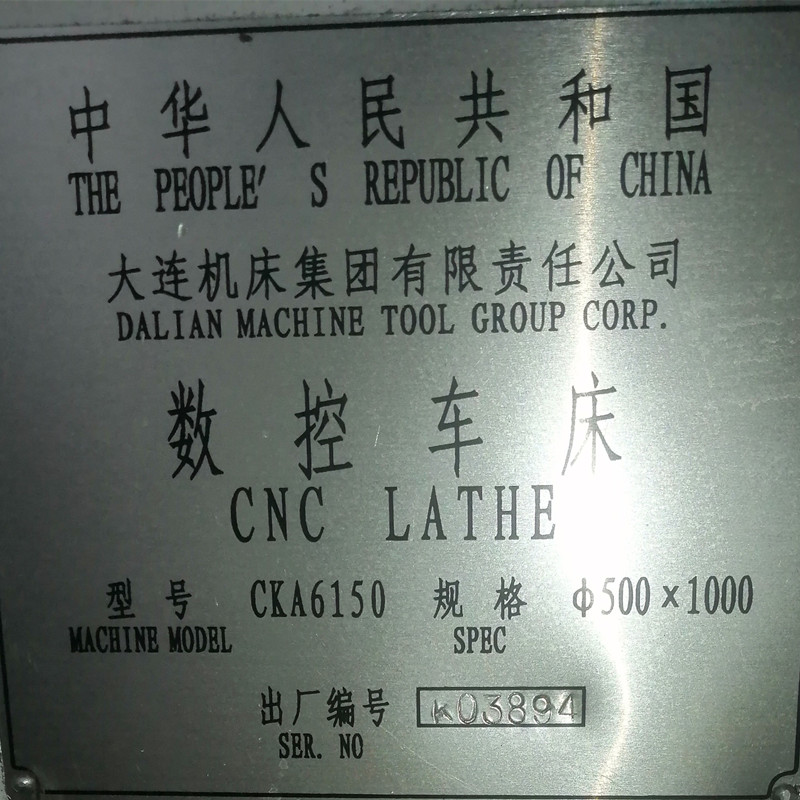 中华人民共和国
THE PEOPLE'S REPUBLIC OF CHINA
大连机床集团有限责任公司
DALIAN MACHINE TOOL GROUP CORP.
数控车床
CNC LATHE
型号 CKA6150 规格 φ500×1000
MACHINE MODEL SPEC
出厂编号 K03894
SER. NO